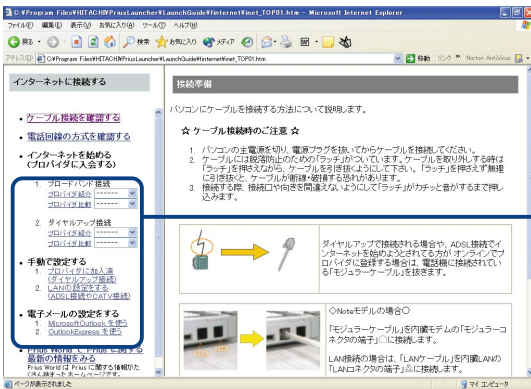 C:¥Program Files¥HITACHI¥PriusLauncher¥LaunchGuide¥finternet¥inet_TOP01.htm - Microsoft Internet Explorer
ファイル(F) 編集(E) 表示(V) お気に入り(A) ツール(T) ヘルプ(H)
戻る 検索 お気に入り メディア
アドレス(D) C:¥Program Files¥HITACHI¥PriusLauncher¥LaunchGuide¥finternet¥inet_TOP01.htm 移動 リンク » Norton AntiVirus
インターネットに接続する
・ケーブル接続を確認する
・電話回線の方式を確認する
・インターネットを始める
(プロバイダに入会する)
1. ブロードバンド接続
プロバイダ紹介 ------
プロバイダ比較 ------
2. ダイヤルアップ接続
プロバイダ紹介 ------
プロバイダ比較 ------
・手動で設定する
1. プロバイダに加入済
(ダイヤルアップ接続)
2. LANの設定をする
(ADSL接続やCATV接続)
・電子メールの設定をする
1. MicrosoftOutlook を使う
2. OutlookExpress を使う
・Prius World で Prius に関する
最新の情報をみる
Prius World は Prius に関する情報がた
くさん詰まったホームページです。
接続準備
パソコンにケーブルを接続する方法について説明します。
☆ ケーブル接続時のご注意 ☆
1. パソコンの主電源を切り、電源プラグを抜いてからケーブルを接続してください。
2. ケーブルには脱落防止のための「ラッチ」がついています。ケーブルを取り外しする時は
「ラッチ」を押さえながら、ケーブルを引き抜くようにして下さい。「ラッチ」を押さえず無理
に引き抜くと、ケーブルが断線・破損する恐れがあります。
3. 接続する際、接続口や向きを間違えないようにして「ラッチ」がカチッと音がするまで押し
込みます。
ダイヤルアップで接続される場合や、ADSL接続でイ
ンターネットを始めようとされてる方が オンラインでプ
ロバイダに登録する場合は、電話機に接続されてい
る「モジュラーケーブル」を抜きます。
◇Noteモデルの場合〇
「モジュラーケーブル」を内臓モデムの「モジュラーコ
ネクタの端子」□に接続します。
LAN接続の場合は、「LANケーブル」を内臓LANの
「LANコネクタの端子」品に接続します。
ページが表示されました
マイ コンピュータ